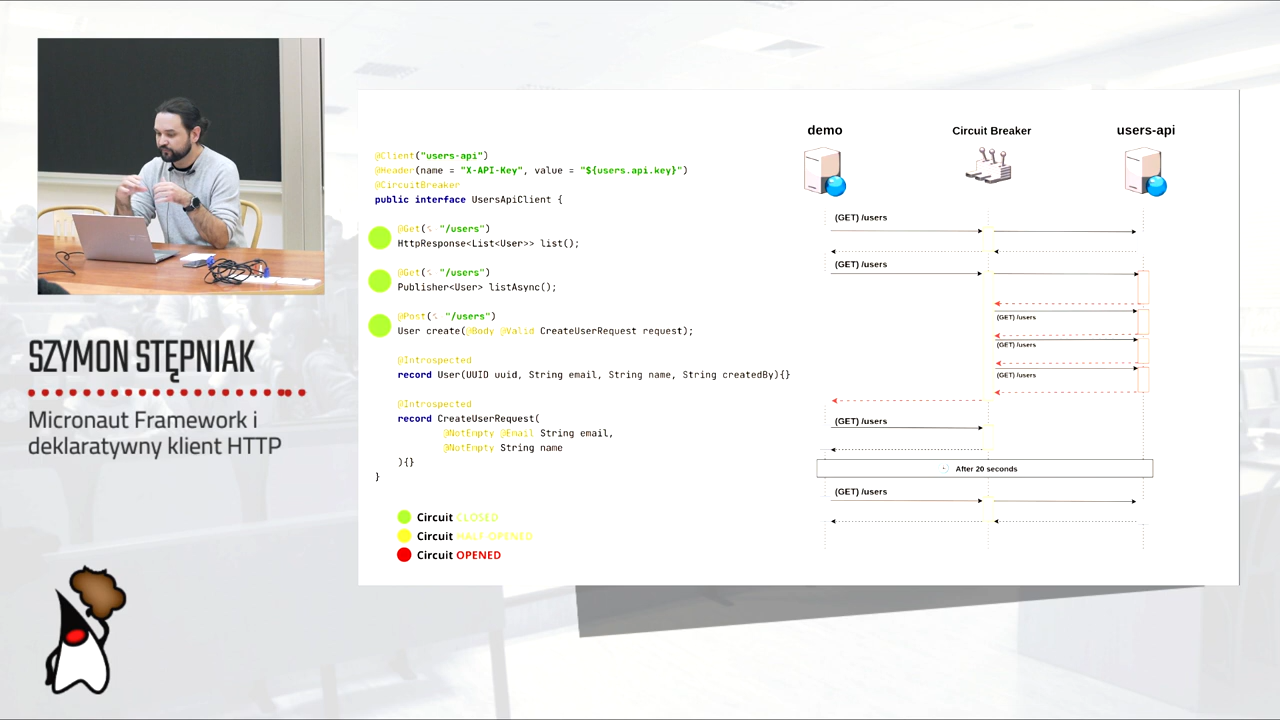 SZYMON STĘPNIAK
Micronaut Framework i
deklaratywny klient HTTP
@Client("users-api")
@Header(name = "X-API-Key", value = "${users.api.key}")
@CircuitBreaker
public interface UsersApiClient {
@Get("/users")
HttpResponse<List<User>> list();
@Get("/users")
Publisher<User> listAsync();
@Post("/users")
User create(@Body @Valid CreateUserRequest request);
@Introspected
record User(UUID uuid, String email, String name, String createdBy){}
@Introspected
record CreateUserRequest(
@NotEmpty @Email String email,
@NotEmpty String name
){}
}
Circuit CLOSED
Circuit HALF OPENED
Circuit OPENED
demo
Circuit Breaker
users-api
(GET) /users
(GET) /users
(GET) /users
(GET) /users
(GET) /users
(GET) /users
After 20 seconds
(GET) /users